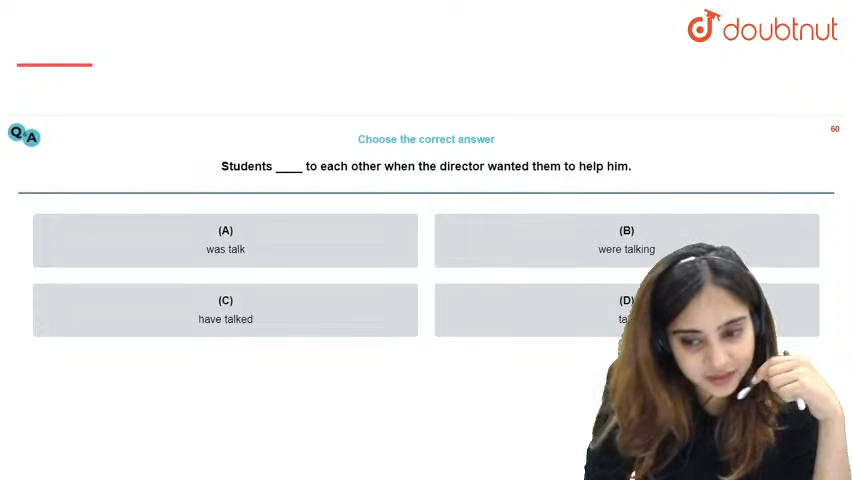 doubtnut
Q & A
60
Choose the correct answer
Students ____ to each other when the director wanted them to help him.
(A)
was talk
(B)
were talking
(C)
have talked
(D)